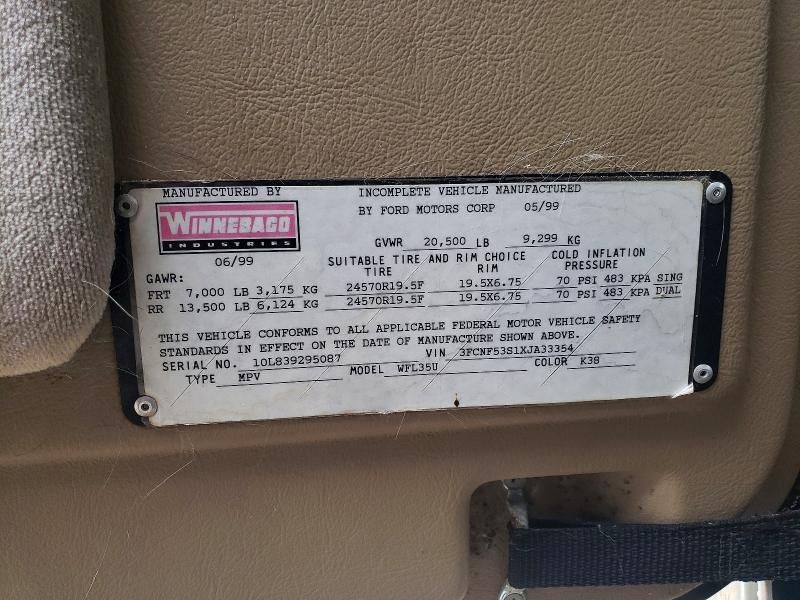 MANUFACTURED BY
INCOMPLETE VEHICLE MANUFACTURED
BY FORD MOTORS CORP 05/99
WINNEBAGO
INDUSTRIES
06/99
GVWR 20,500 LB 9,299 KG
SUITABLE TIRE AND RIM CHOICE COLD INFLATION
GAWR: TIRE RIM PRESSURE
FRT 7,000 LB 3,175 KG 24570R19.5F 19.5X6.75 70 PSI 483 KPA SING
RR 13,500 LB 6,124 KG 24570R19.5F 19.5X6.75 70 PSI 483 KPA DUAL
THIS VEHICLE CONFORMS TO ALL APPLICABLE FEDERAL MOTOR VEHICLE SAFETY
STANDARDS IN EFFECT ON THE DATE OF MANUFACTURE SHOWN ABOVE.
SERIAL NO. 10L839295087 VIN 3FCNF53S1XJA33354
TYPE MPV MODEL WFL35U COLOR K38